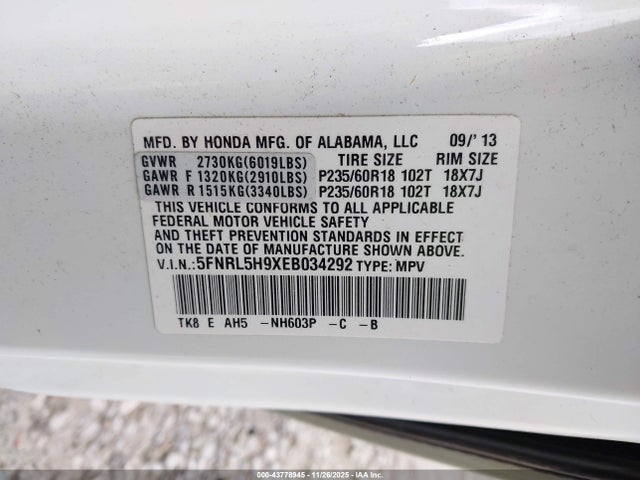 MFD. BY HONDA MFG. OF ALABAMA, LLC 09/'13
GVWR 2730KG(6019LBS) TIRE SIZE RIM SIZE
GAWR F 1320KG(2910LBS) P235/60R18 102T 18X7J
GAWR R 1515KG(3340LBS) P235/60R18 102T 18X7J
THIS VEHICLE CONFORMS TO ALL APPLICABLE
FEDERAL MOTOR VEHICLE SAFETY
AND THEFT PREVENTION STANDARDS IN EFFECT
ON THE DATE OF MANUFACTURE SHOWN ABOVE.
V.I.N.: 5FNRL5H9XEB034292 TYPE: MPV
TK8 E AH5 -NH603P -C -B
© 00-43778945 | 11/26/2025 | IAA Inc.